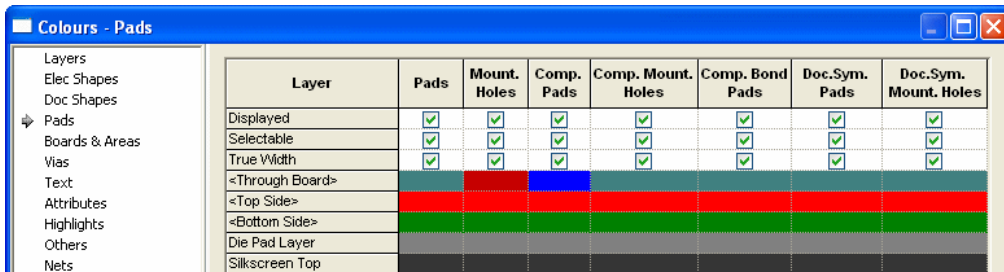 Colours - Pads
Layers
Elec Shapes
Doc Shapes
Pads
Boards & Areas
Vias
Text
Attributes
Highlights
Others
Nets
Layer Pads Mount. Comp. Comp. Mount. Comp. Bond Doc.Sym. Doc.Sym.
Holes Pads Holes Pads Pads Mount. Holes
Displayed
Selectable
True Width
<Through Board>
<Top Side>
<Bottom Side>
Die Pad Layer
Silkscreen Top